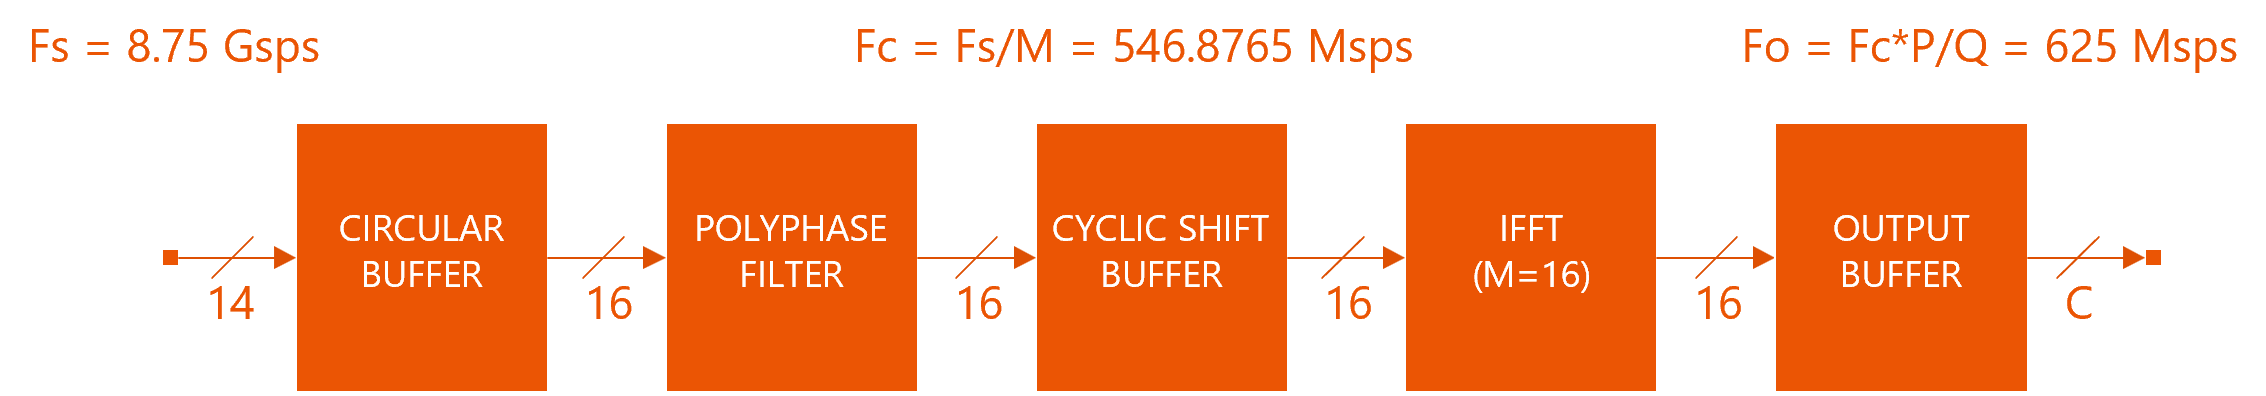 Fs = 8.75 Gsps
Fc = Fs/M = 546.8765 Msps
Fo = Fc*P/Q = 625 Msps
CIRCULAR
BUFFER
POLYPHASE
FILTER
CYCLIC SHIFT
BUFFER
IFFT
(M=16)
OUTPUT
BUFFER
14
16
16
16
16
C